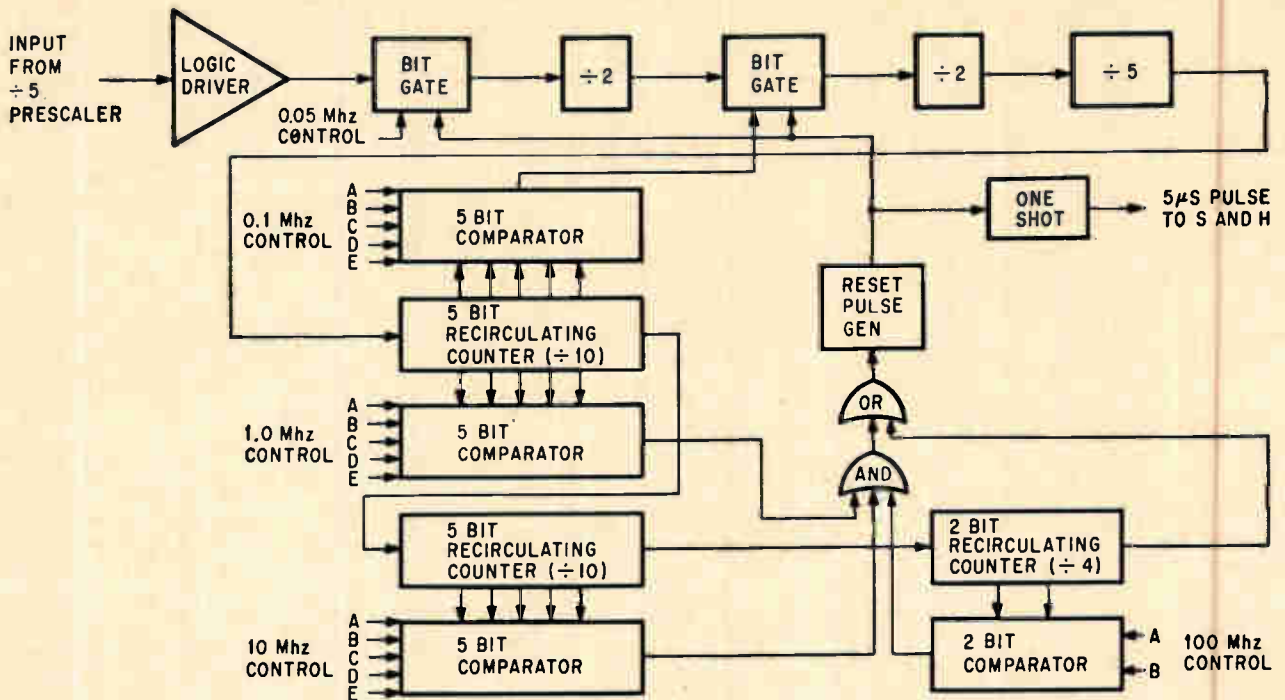 INPUT
FROM
÷5
PRESCALER
LOGIC
DRIVER
BIT
GATE
÷2
BIT
GATE
÷2
÷5
0.05 Mhz
CONTROL
0.1 Mhz
CONTROL
A
B
C
D
E
5 BIT
COMPARATOR
ONE
SHOT
5μS PULSE
TO S AND H
5 BIT
RECIRCULATING
COUNTER (÷10)
RESET
PULSE
GEN
OR
1.0 Mhz
CONTROL
A
B
C
D
E
5 BIT
COMPARATOR
AND
5 BIT
RECIRCULATING
COUNTER (÷10)
2 BIT
RECIRCULATING
COUNTER (÷4)
10 Mhz
CONTROL
A
B
C
D
E
5 BIT
COMPARATOR
2 BIT
COMPARATOR
A
B
100 Mhz
CONTROL